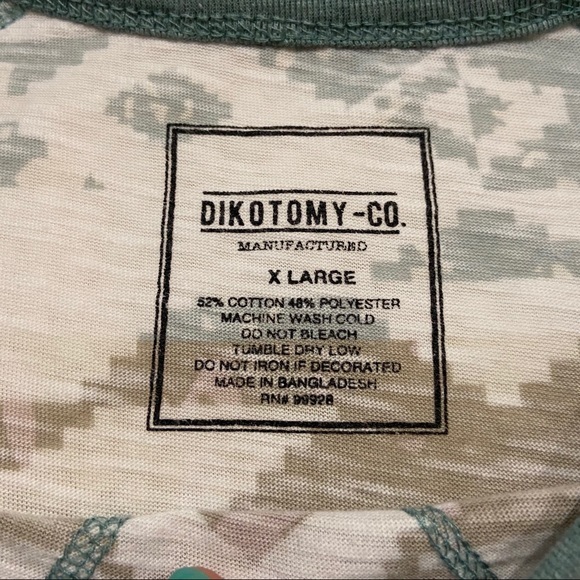 DIKOTOMY-CO.
MANUFACTURED
X LARGE
52% COTTON 48% POLYESTER
MACHINE WASH COLD
DO NOT BLEACH
TUMBLE DRY LOW
DO NOT IRON IF DECORATED
MADE IN BANGLADESH
RN# 99928